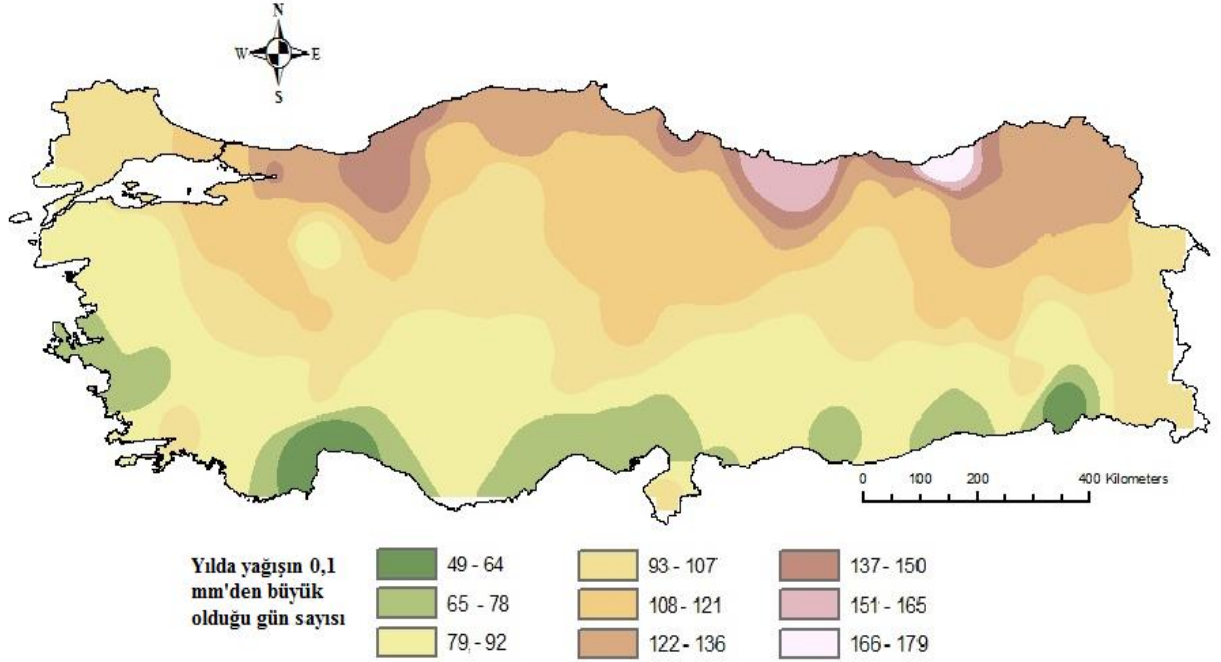 N
W E
S
0 100 200 400 Kilometers
Yılda yağışın 0,1
mm'den büyük
olduğu gün sayısı
49 - 64
65 - 78
79 - 92
93 - 107
108 - 121
122 - 136
137 - 150
151 - 165
166 - 179